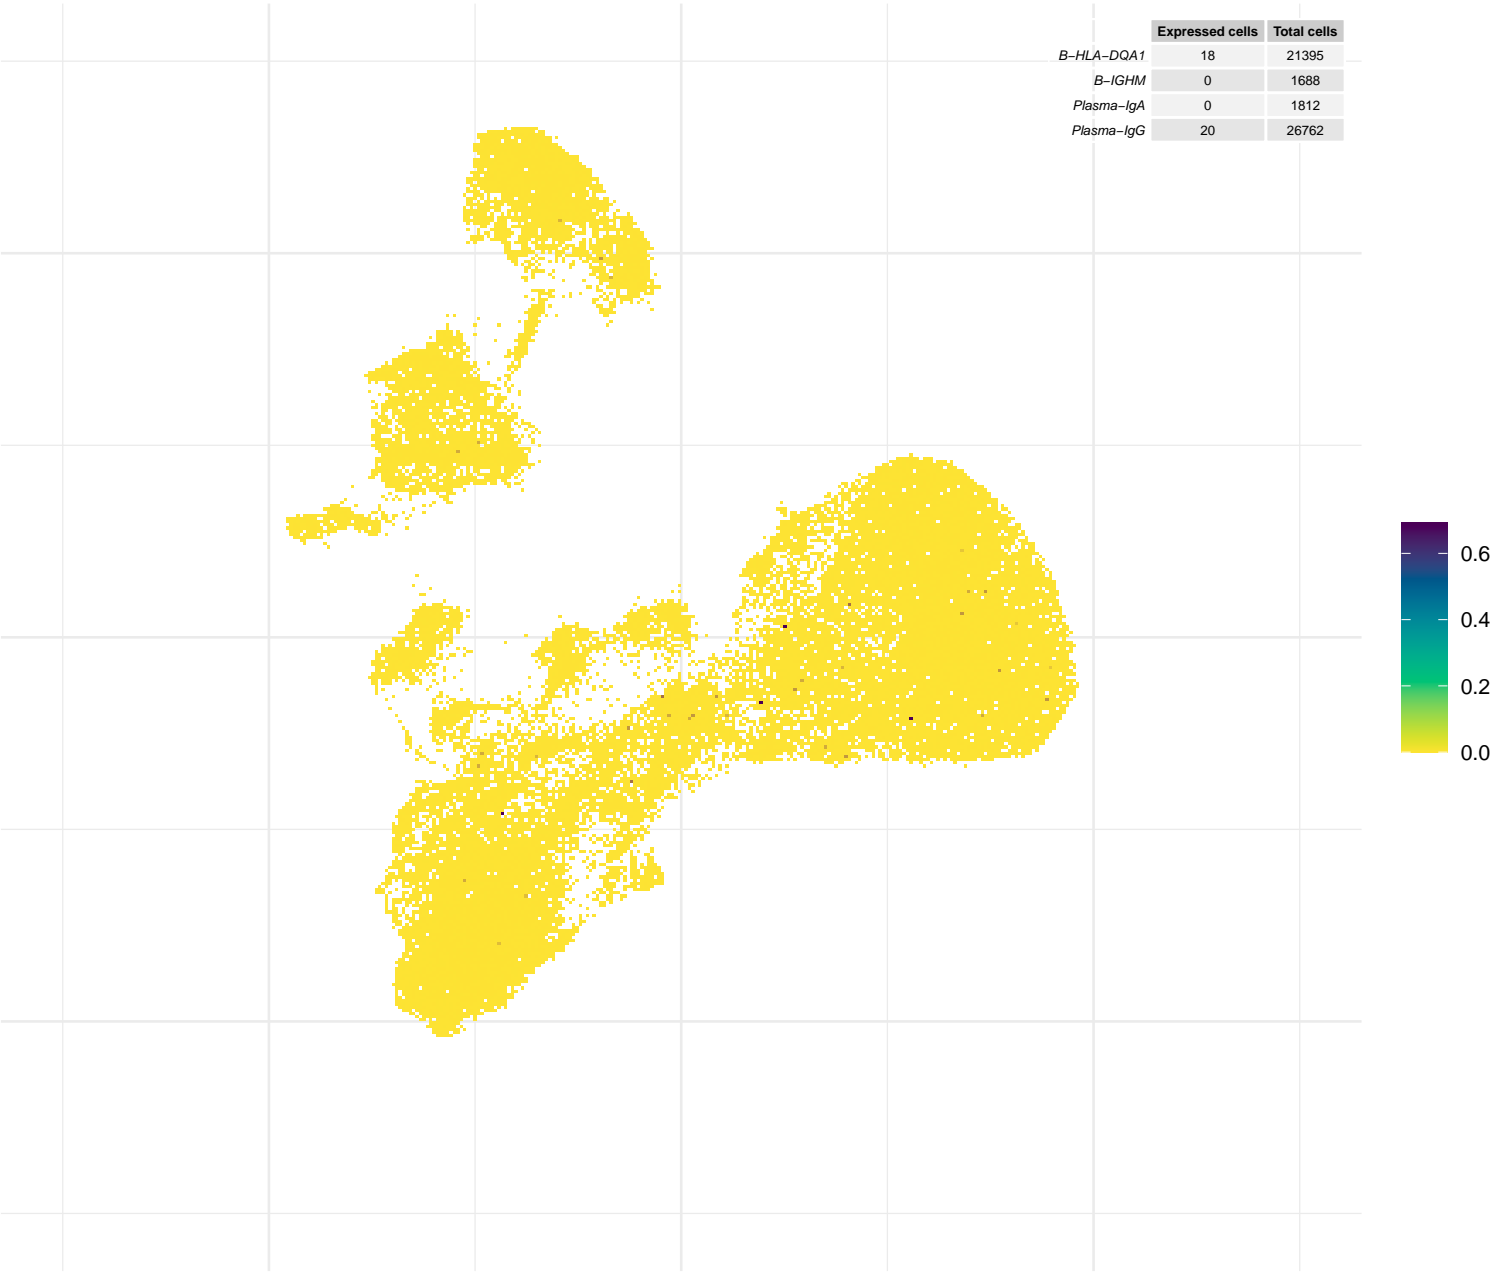 Expressed cells Total cells
B−HLA−DQA1 18 21395
B−IGHM 0 1688
Plasma−IgA 0 1812
Plasma−IgG 20 26762
0.6
0.4
0.2
0.0